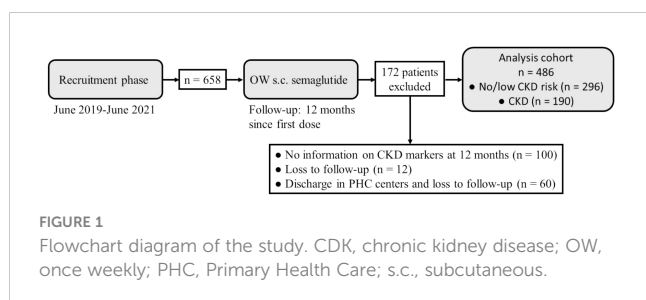 Recruitment phase
June 2019-June 2021
n = 658
OW s.c. semaglutide
Follow-up: 12 months
since first dose
172 patients
excluded
Analysis cohort
n = 486
● No/low CKD risk (n = 296)
● CKD (n = 190)
● No information on CKD markers at 12 months (n = 100)
● Loss to follow-up (n = 12)
● Discharge in PHC centers and loss to follow-up (n = 60)
FIGURE 1
Flowchart diagram of the study. CDK, chronic kidney disease; OW,
once weekly; PHC, Primary Health Care; s.c., subcutaneous.